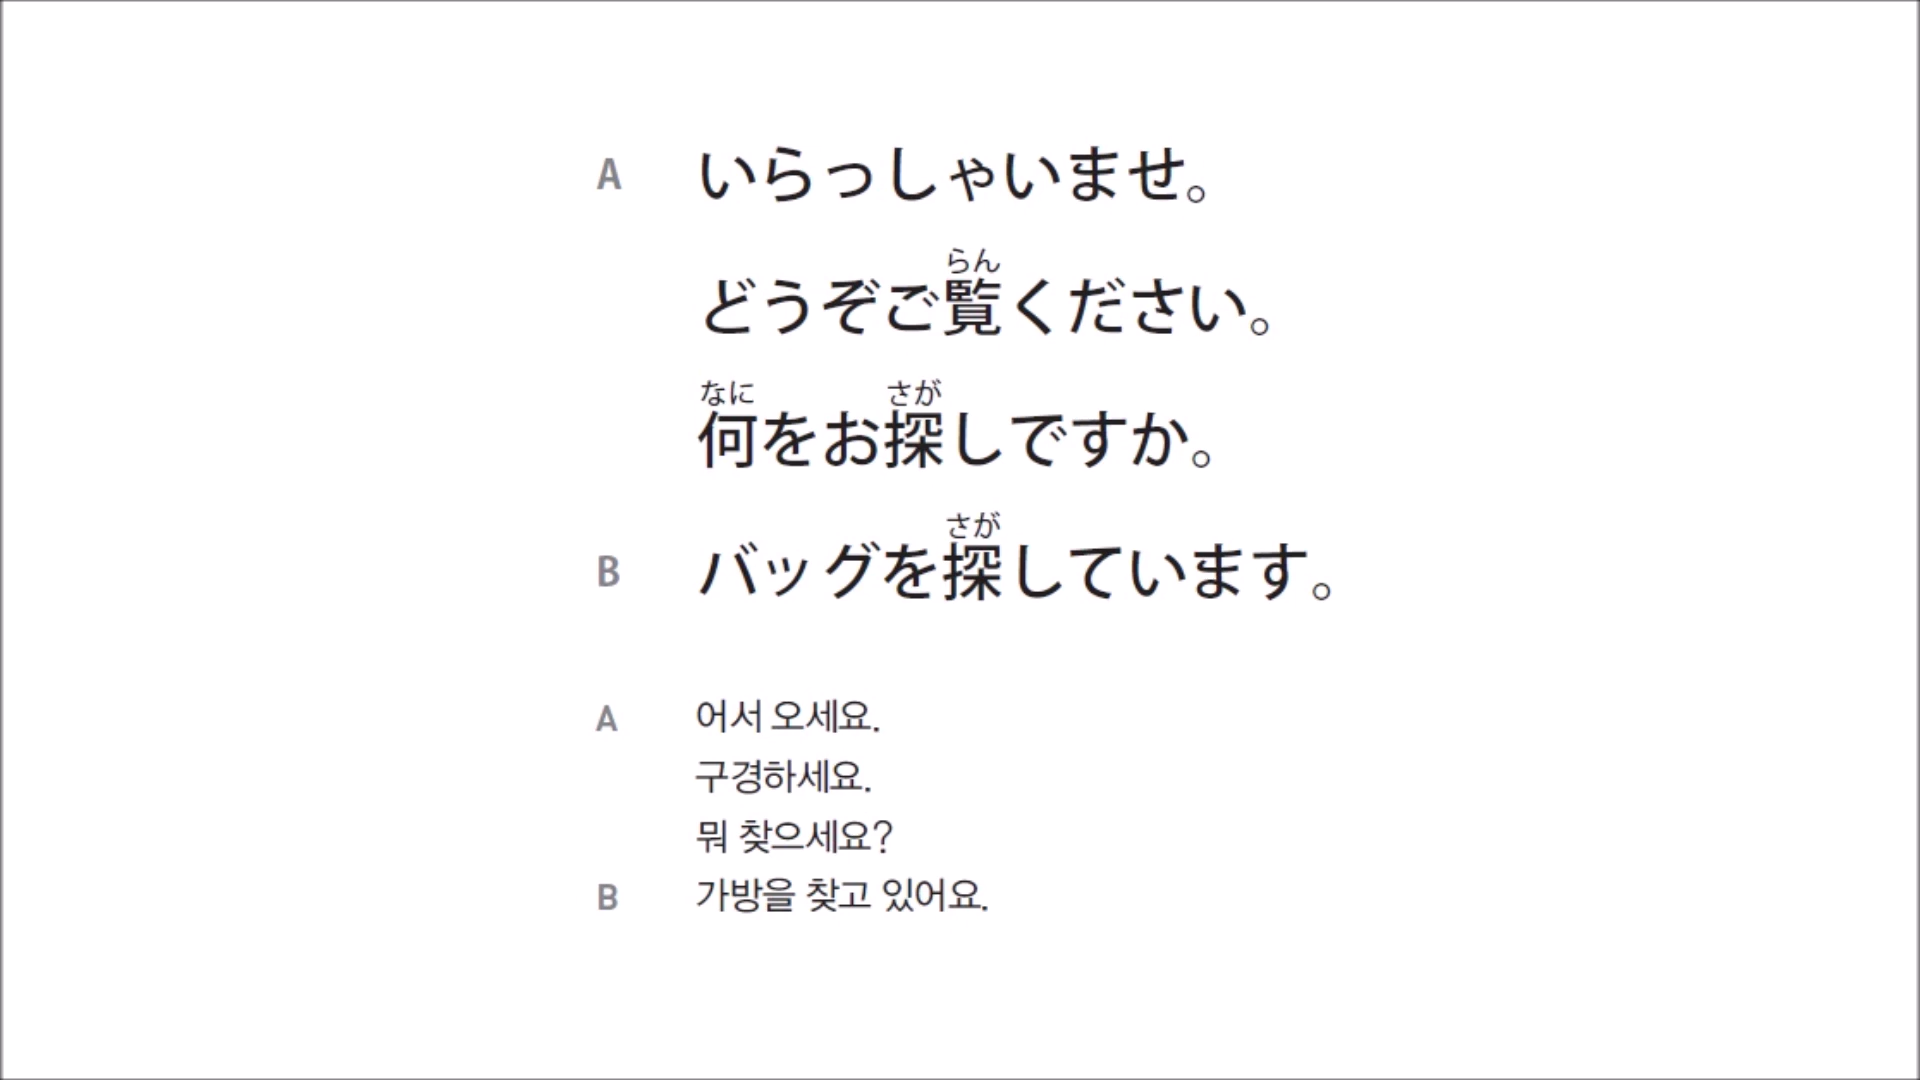 A いらっしゃいませ。
らん
どうぞご覧ください。
なに さが
何をお探しですか。
さが
B バッグを探しています。
A 어서 오세요.
구경하세요.
뭐 찾으세요?
B 가방을 찾고 있어요.